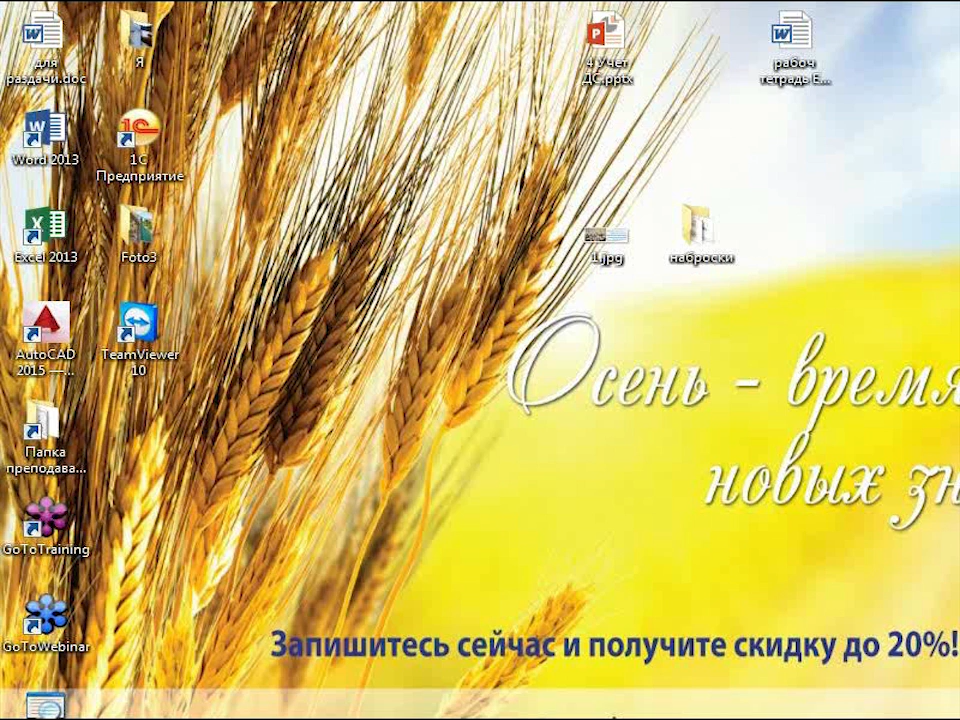 для
раздачи.doc
Я
4 Учет
ДС.pptx
рабоч
тетрадь Е...
Word 2013
1С
Предприятие
Excel 2013
Foto3
1.jpg
наброски
AutoCAD
2015 —...
TeamViewer
10
Осень - время
новых зн
Папка
преподава...
GoToTraining
GoToWebinar
Запишитесь сейчас и получите скидку до 20%!